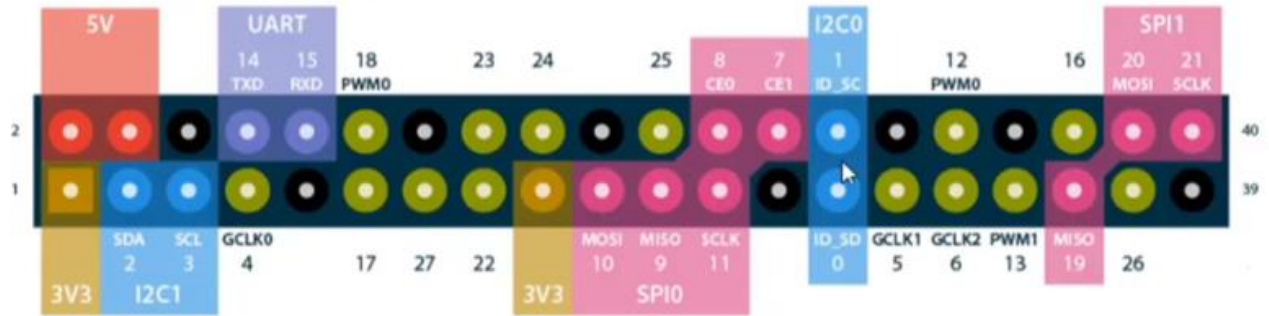 5V UART I2C0 SPI1
14 15 18 23 24 25 8 7 1 12 16 20 21
TXD RXD PWM0 CE0 CE1 ID_SC PWM0 MOSI SCLK
2 40
1 39
SDA SCL GCLK0 MOSI MISO SCLK ID_SD GCLK1 GCLK2 PWM1 MISO
2 3 4 17 27 22 10 9 11 0 5 6 13 19 26
3V3 I2C1 3V3 SPI0